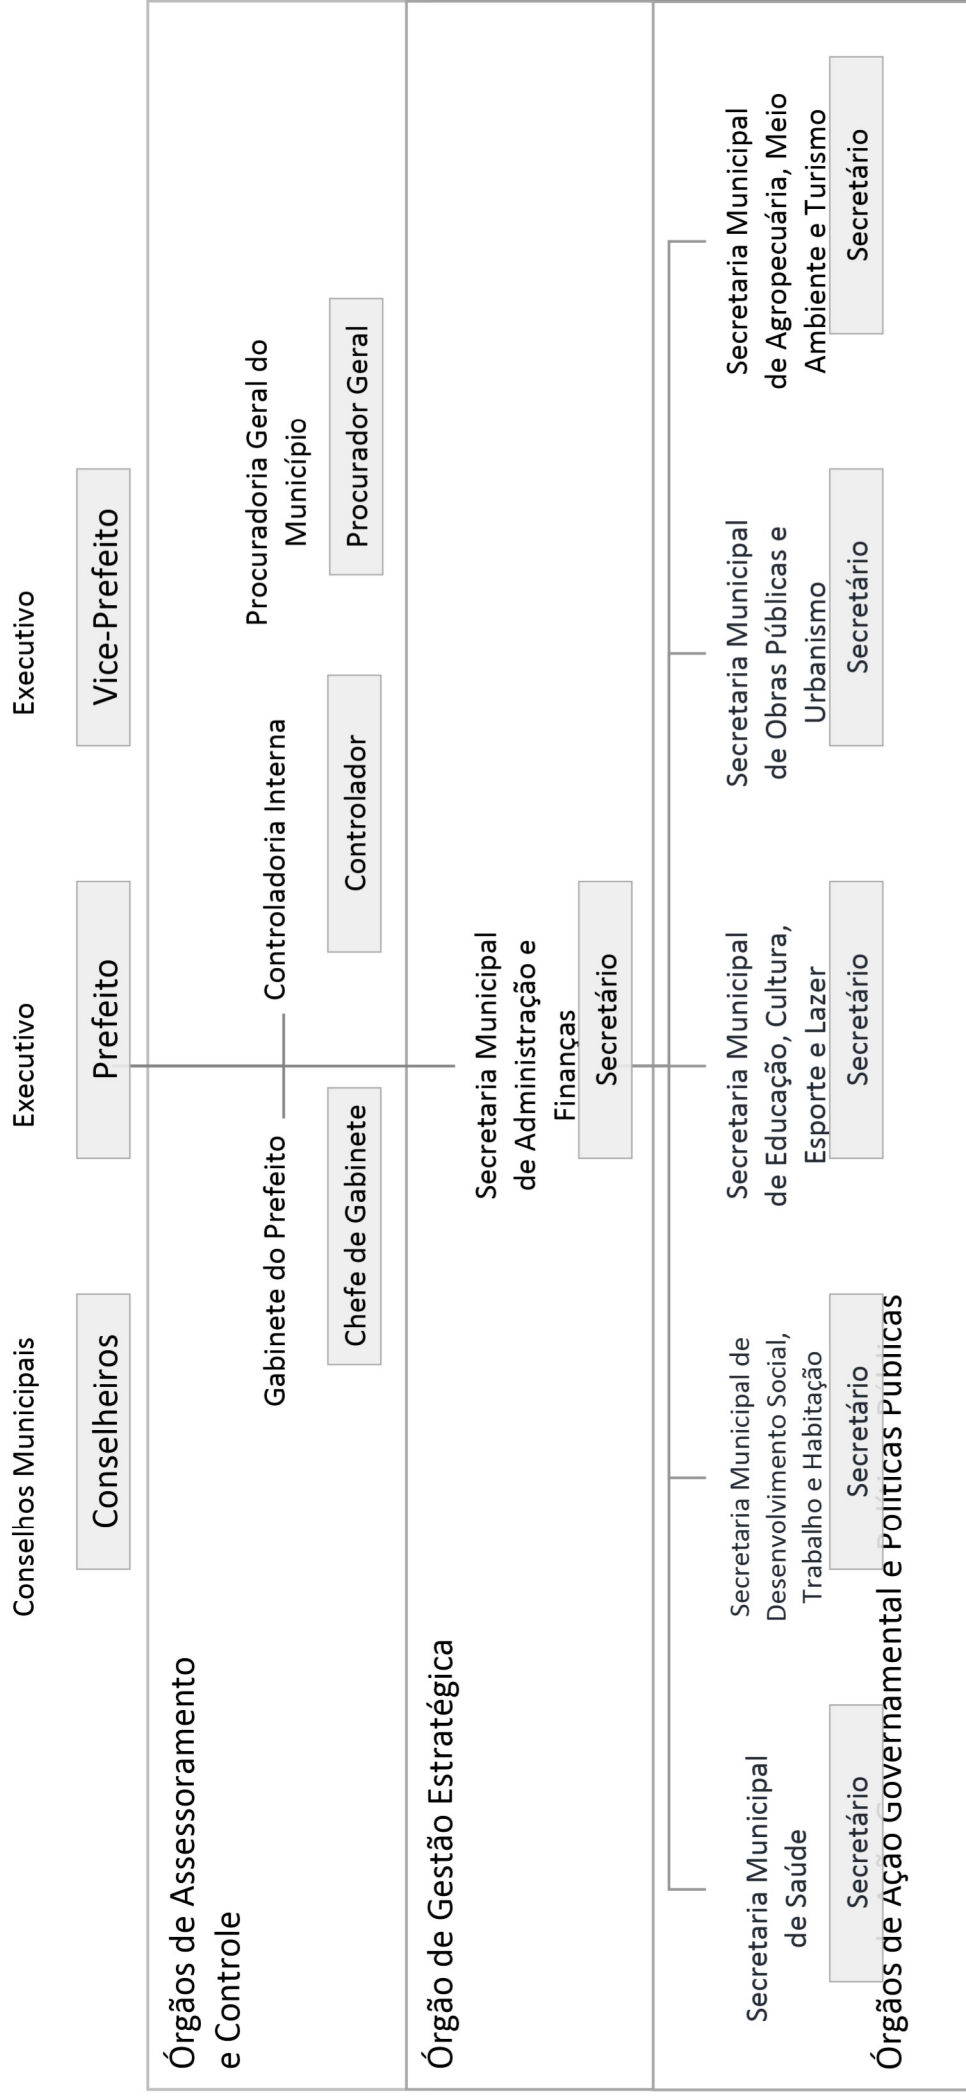 Conselhos Municipais
Conselheiros
Executivo
Prefeito
Executivo
Vice-Prefeito
Órgãos de Assessoramento
e Controle
Gabinete do Prefeito
Chefe de Gabinete
Controladoria Interna
Controlador
Procuradoria Geral do
Município
Procurador Geral
Órgão de Gestão Estratégica
Secretaria Municipal
de Administração e
Finanças
Secretário
Secretaria Municipal
de Saúde
Secretário
Secretaria Municipal de
Desenvolvimento Social,
Trabalho e Habitação
Secretário
Secretaria Municipal
de Educação, Cultura,
Esporte e Lazer
Secretário
Secretaria Municipal
de Obras Públicas e
Urbanismo
Secretário
Secretaria Municipal
de Agropecuária, Meio
Ambiente e Turismo
Secretário
Órgãos de Ação Governamental e Políticas Públicas